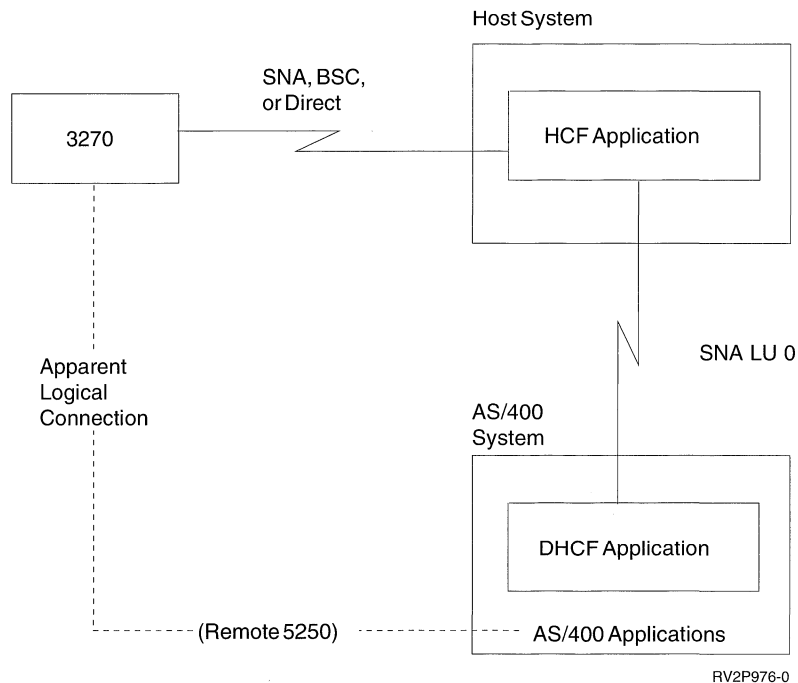 Host System
SNA, BSC,
or Direct
3270
HCF Application
SNA LU 0
Apparent
Logical
Connection
AS/400
System
DHCF Application
(Remote 5250)
AS/400 Applications
RV2P976-0